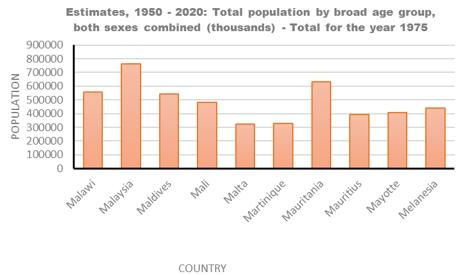 Estimates, 1950 - 2020: Total population by broad age group,
both sexes combined (thousands) - Total for the year 1975
POPULATION
900000
800000
700000
600000
500000
400000
300000
200000
100000
0
Malawi
Malaysia
Maldives
Mali
Malta
Martinique
Mauritania
Mauritius
Mayotte
Melanesia
COUNTRY